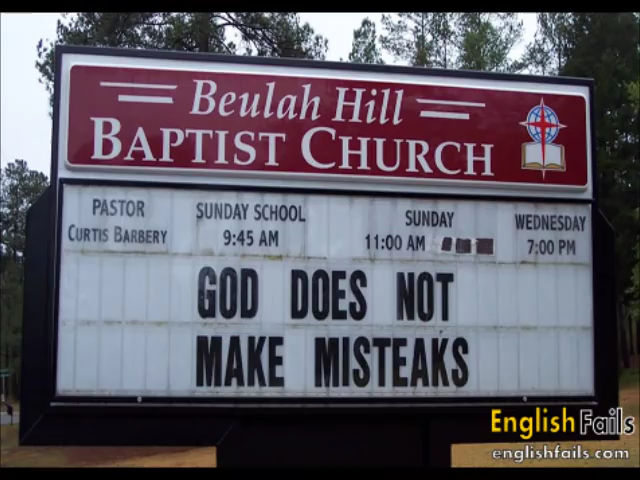 Beulah Hill
BAPTIST CHURCH
PASTOR
CURTIS BARBERY
SUNDAY SCHOOL
9:45 AM
SUNDAY
11:00 AM
WEDNESDAY
7:00 PM
GOD DOES NOT
MAKE MISTEAKS
English Fails
englishfails.com